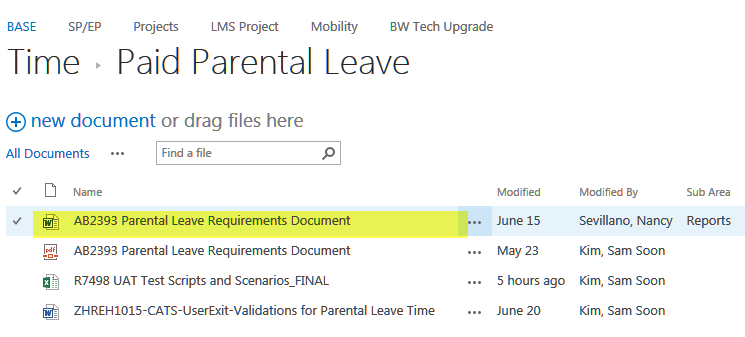 BASE SP/EP Projects LMS Project Mobility BW Tech Upgrade
Time ▸ Paid Parental Leave
new document or drag files here
All Documents ••• Find a file
Name Modified Modified By Sub Area
AB2393 Parental Leave Requirements Document ••• June 15 Sevillano, Nancy Reports
AB2393 Parental Leave Requirements Document ••• May 23 Kim, Sam Soon
R7498 UAT Test Scripts and Scenarios_FINAL ••• 5 hours ago Kim, Sam Soon
ZHREH1015-CATS-UserExit-Validations for Parental Leave Time ••• June 20 Kim, Sam Soon